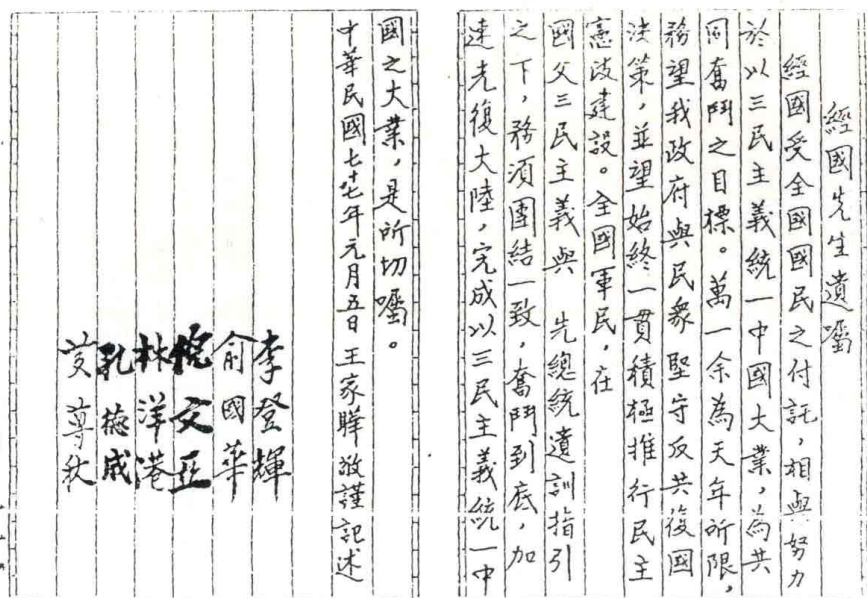 經國先生遺囑
經國受全國國民之付託，相與努力
於以三民主義統一中國大業，為共
同奮鬥之目標。萬一余為天年所限，
務望我政府與民眾堅守反共復國
決策，並望始終一貫積極推行民主
憲政建設。全國軍民，在
國父三民主義與　先總統遺訓指引
之下，務須團結一致，奮鬥到底，加
速光復大陸，完成以三民主義統一中
國之大業，是所切囑。
中華民國七十七年元月五日 王家驊敬謹記述
李登輝
俞國華
倪文亞
林洋港
孔德成
黃尊秋